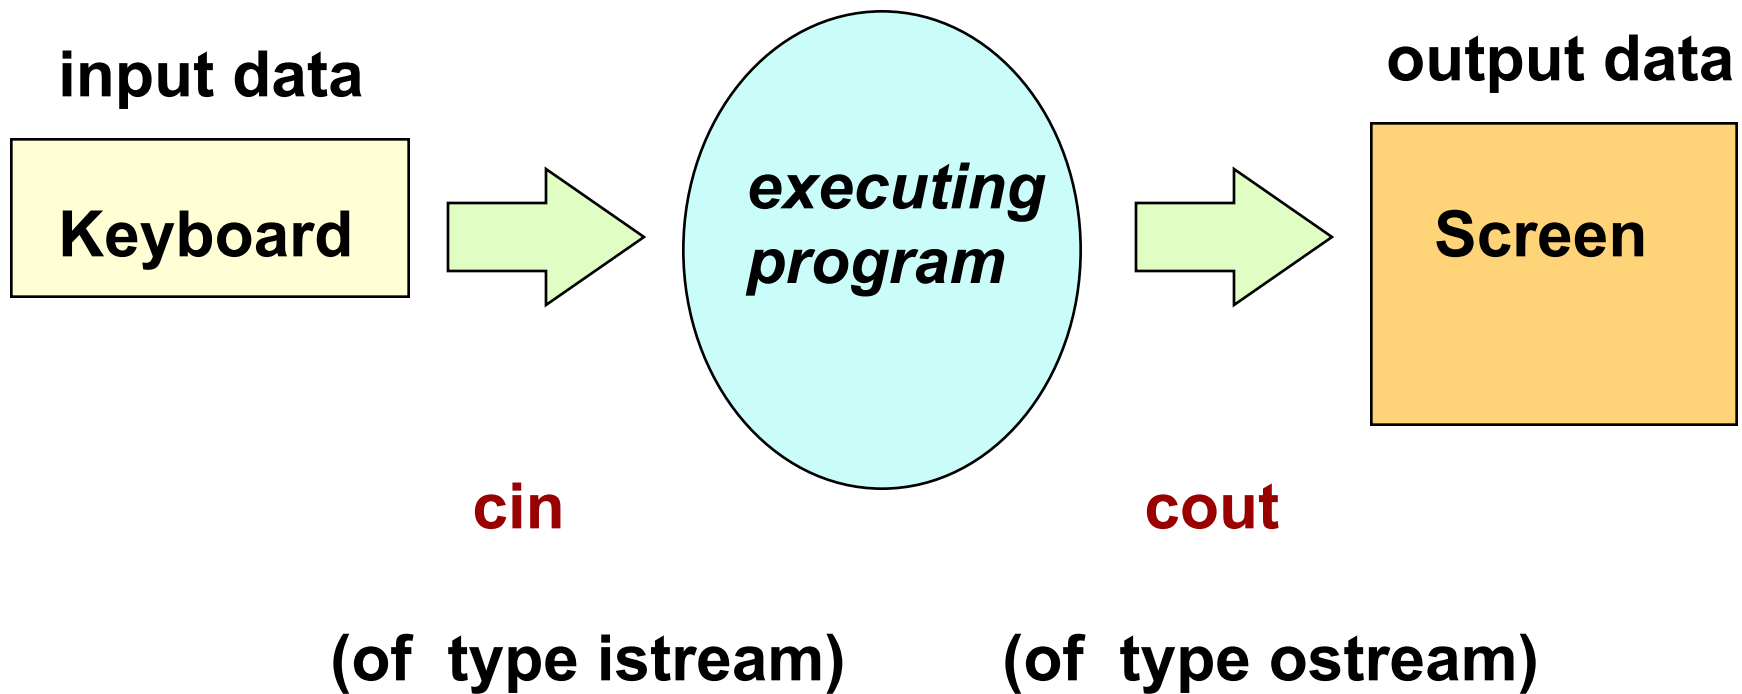 input data
output data
Keyboard
executing
program
Screen
cin
cout
(of  type istream)
(of  type ostream)